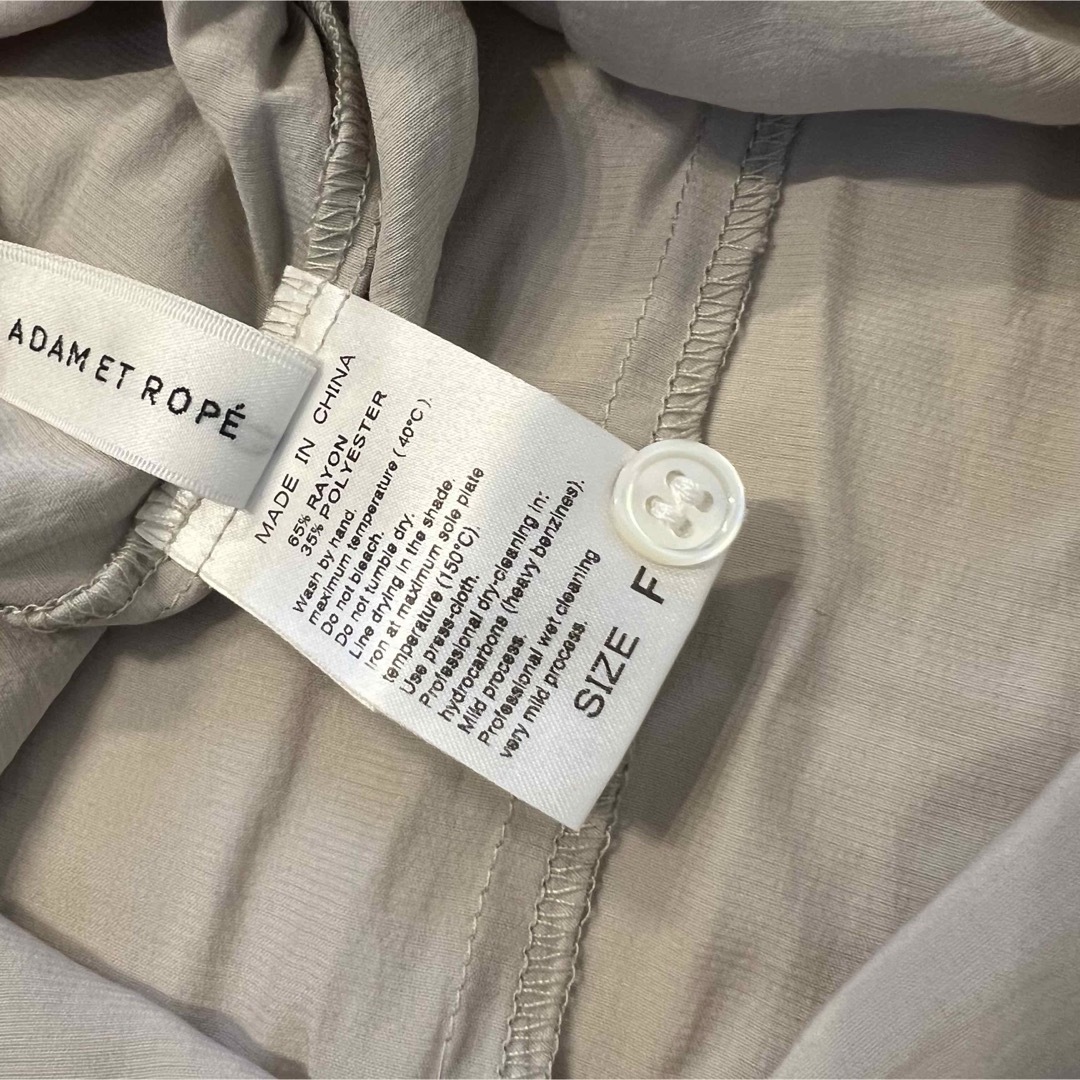 ADAM ET ROPÉ
MADE IN CHINA
65% RAYON
35% POLYESTER
Wash by hand.
maximum temperature ( 40°C ).
Do not bleach.
Do not tumble dry.
Line drying in the shade.
Iron at maximum sole plate
temperature (150°C).
Use press-cloth.
Professional dry-cleaning in:
hydrocarbons (heavy benzines).
Mild process.
Professional wet cleaning
very mild process.
SIZE F